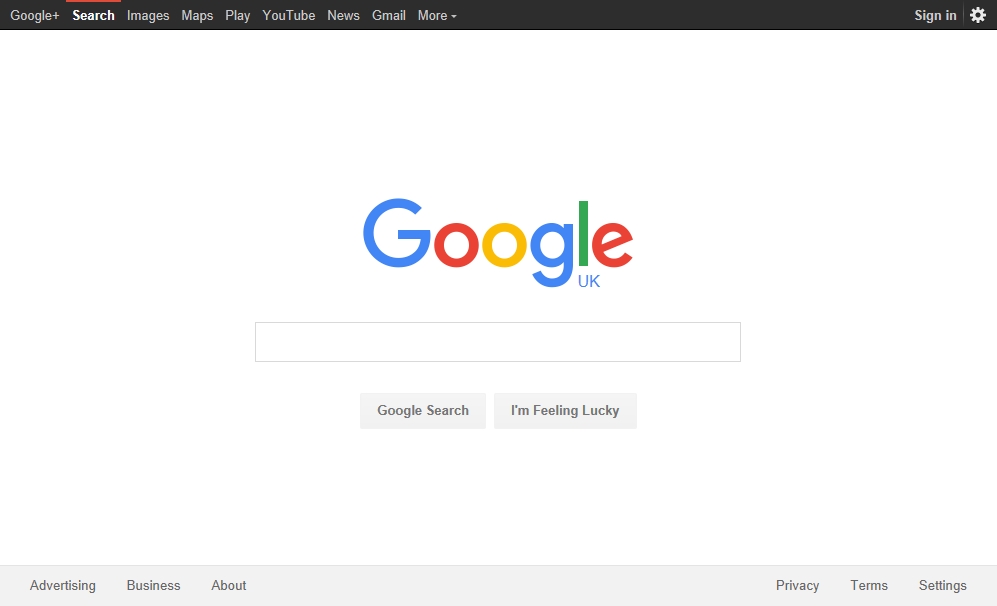 Google+ Search Images Maps Play YouTube News Gmail More Sign in
Google
UK
Google Search I'm Feeling Lucky
Advertising Business About Privacy Terms Settings